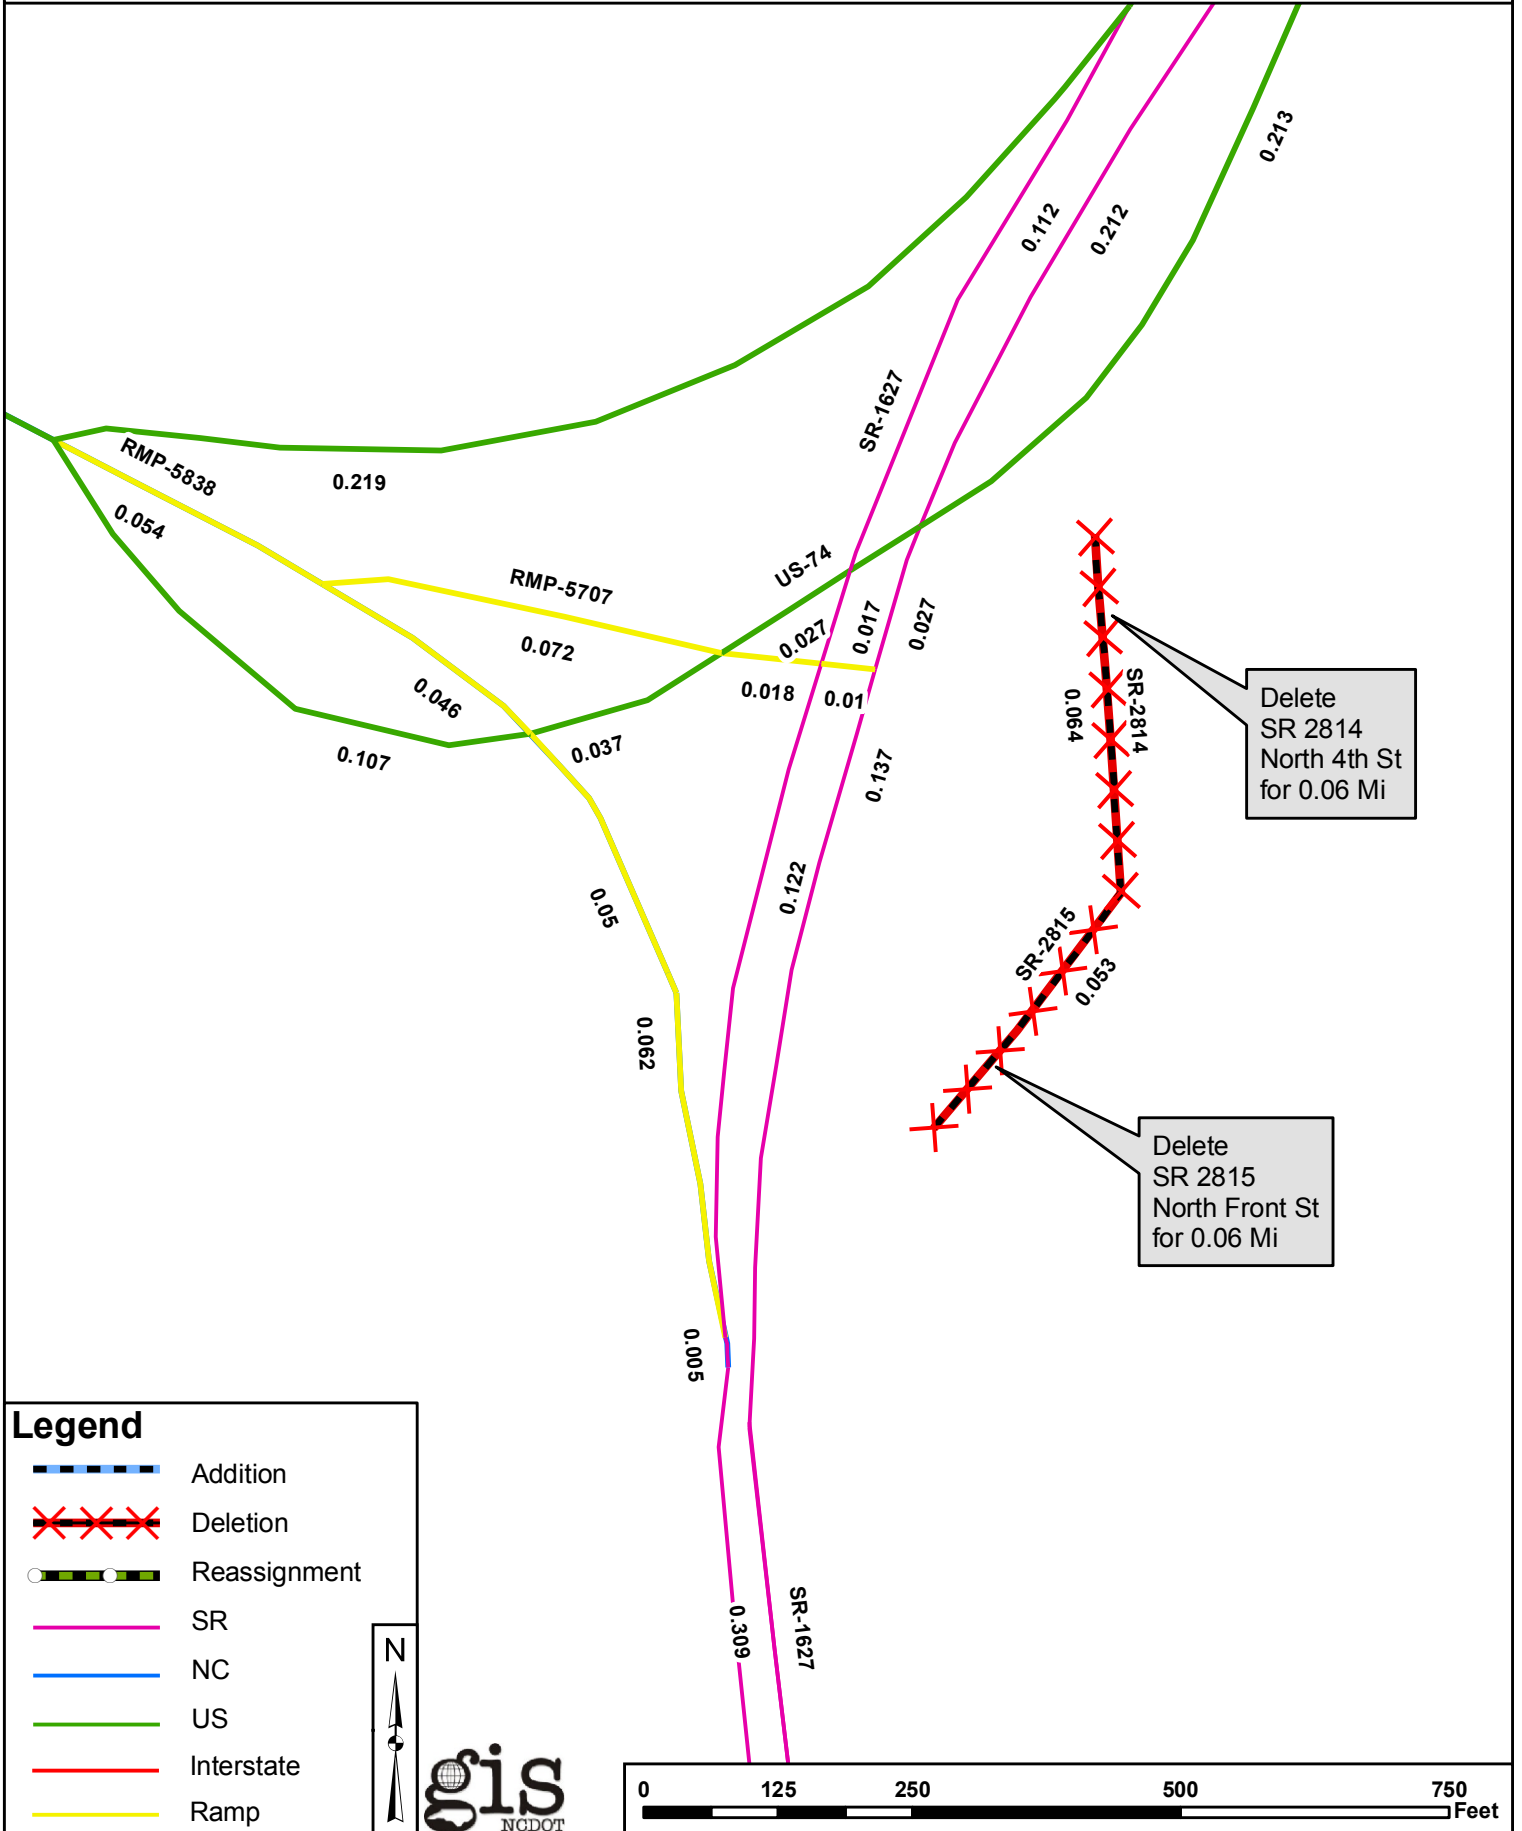 0.213
0.112
0.212
SR-1627
RMP-5838
0.219
0.054
US-74
RMP-5707
0.027
0.017
0.027
0.072
0.018
0.01
0.046
0.037
0.107
0.137
0.122
0.05
0.062
SR-2814
0.064
Delete
SR 2814
North 4th St
for 0.06 Mi
SR-2815
0.053
Delete
SR 2815
North Front St
for 0.06 Mi
0.005
0.309
SR-1627
Legend
Addition
Deletion
Reassignment
SR
NC
US
Interstate
Ramp
N
gis
NCDOT
0 125 250 500 750
Feet